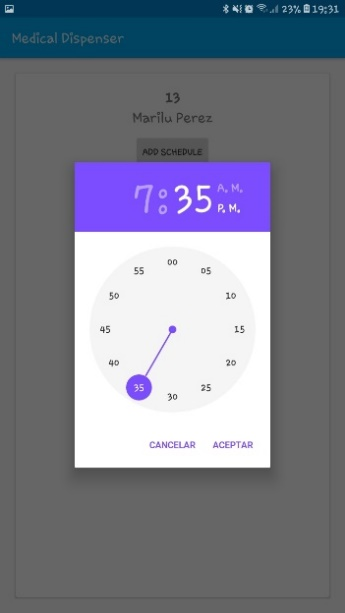 23% 19:31
Medical Dispenser
13
Marilu Perez
ADD SCHEDULE
7:35
A. M.
P. M.
00
05
10
15
20
25
30
35
40
45
50
55
CANCELAR ACEPTAR